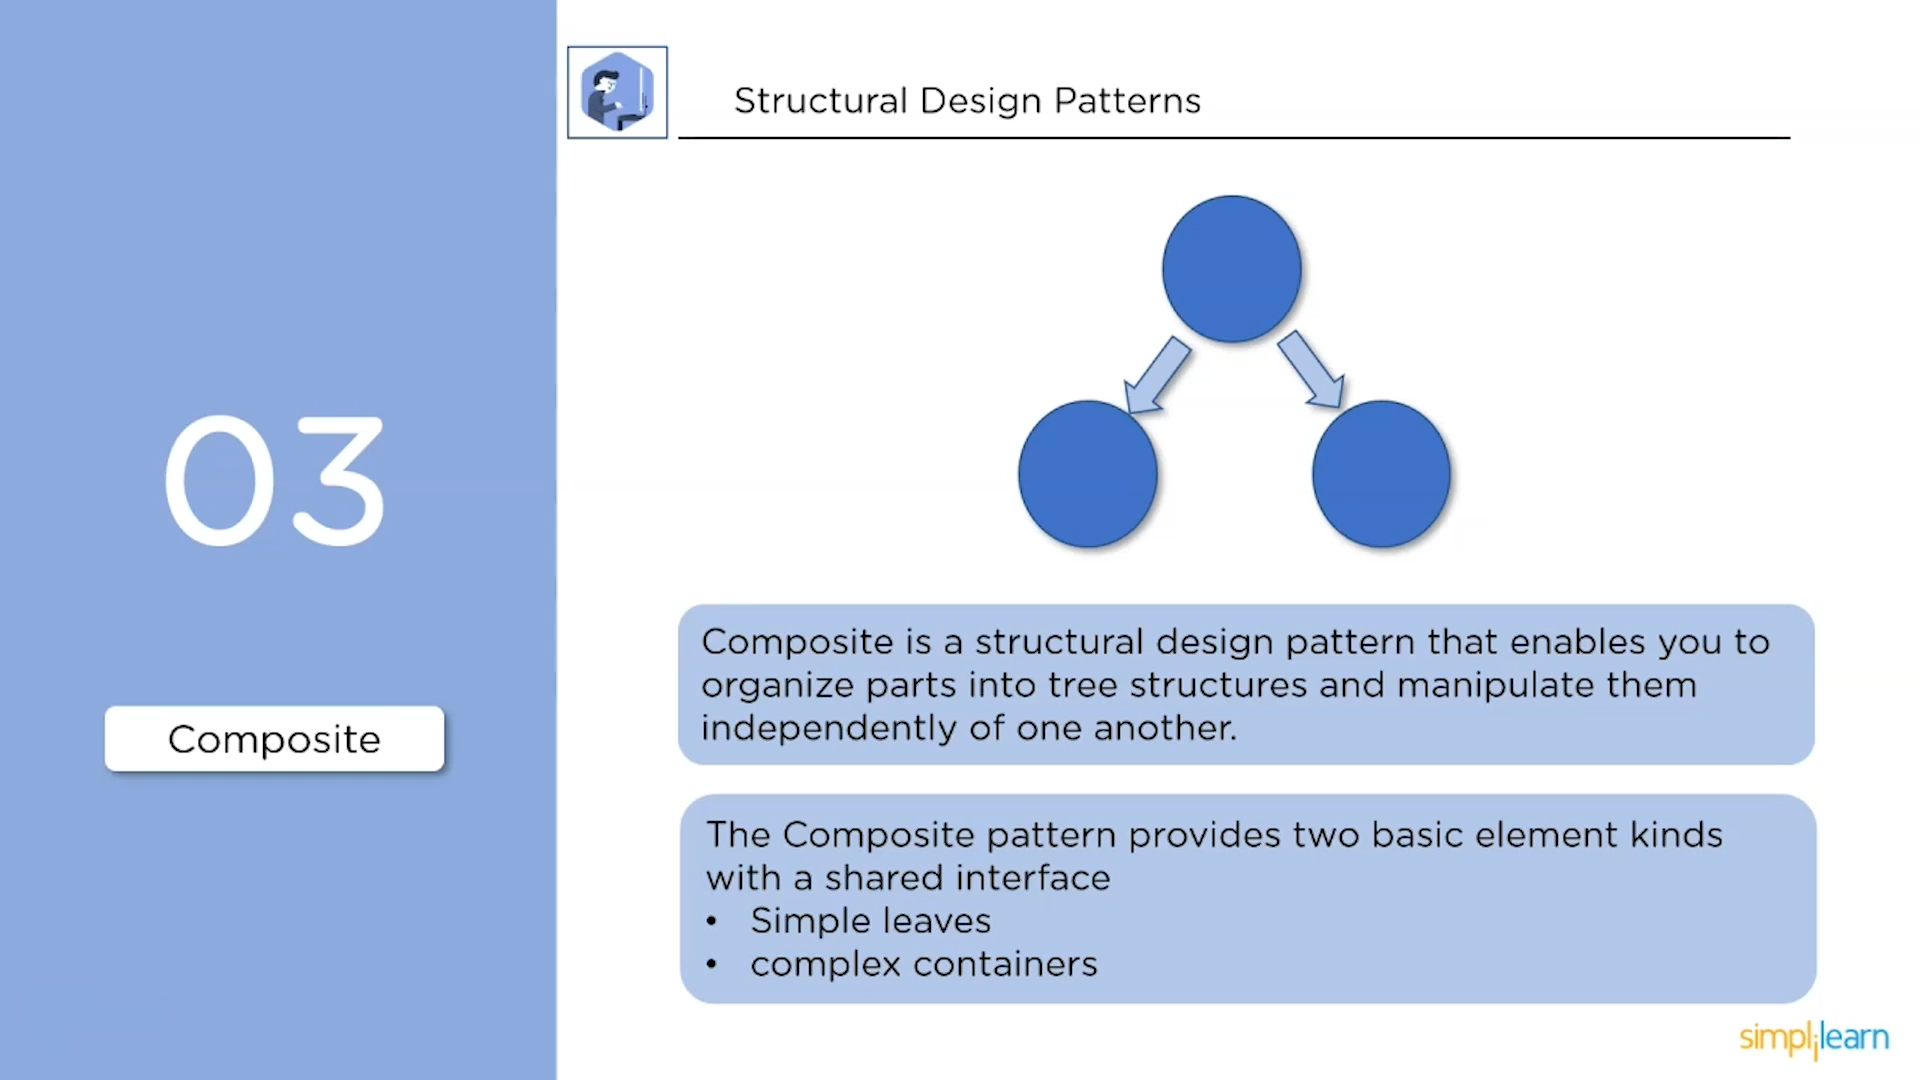 Structural Design Patterns
03
Composite
Composite is a structural design pattern that enables you to
organize parts into tree structures and manipulate them
independently of one another.
The Composite pattern provides two basic element kinds
with a shared interface
• Simple leaves
• complex containers
simplilearn